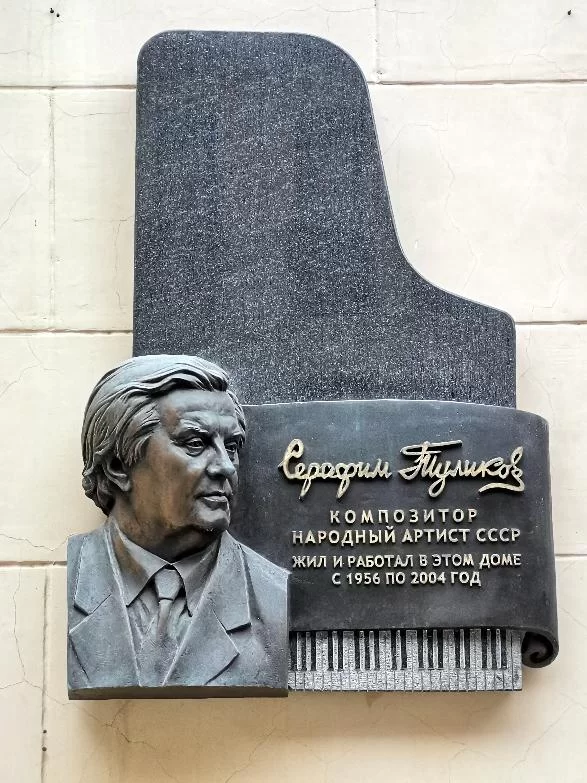 Серафим Туликов
КОМПОЗИТОР
НАРОДНЫЙ АРТИСТ СССР
ЖИЛ И РАБОТАЛ В ЭТОМ ДОМЕ
С 1956 ПО 2004 ГОД